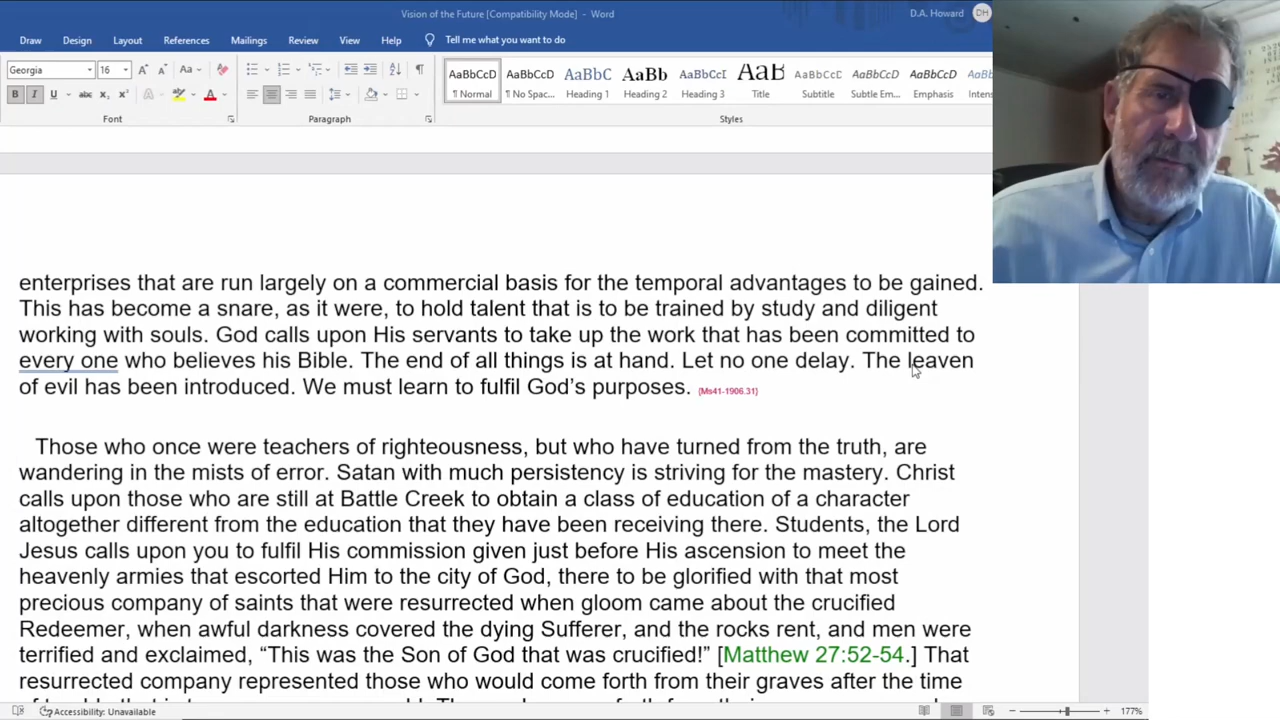 Vision of the Future [Compatibility Mode] - Word
D.A. Howard DH
Draw Design Layout References Mailings Review View Help Tell me what you want to do
Georgia 16 Aa
AaBbCcD AaBbCcD AaBbC AaBb AaBbCcI AaB AaBbCcD AaBbCcD AaBbCcD AaBb
B I U abc x₂ x² A A
¶ Normal ¶ No Spac... Heading 1 Heading 2 Heading 3 Title Subtitle Subtle Em... Emphasis Intens
Font Paragraph Styles
enterprises that are run largely on a commercial basis for the temporal advantages to be gained.
This has become a snare, as it were, to hold talent that is to be trained by study and diligent
working with souls. God calls upon His servants to take up the work that has been committed to
every one who believes his Bible. The end of all things is at hand. Let no one delay. The leaven
of evil has been introduced. We must learn to fulfil God’s purposes. {Ms41-1906.31}
Those who once were teachers of righteousness, but who have turned from the truth, are
wandering in the mists of error. Satan with much persistency is striving for the mastery. Christ
calls upon those who are still at Battle Creek to obtain a class of education of a character
altogether different from the education that they have been receiving there. Students, the Lord
Jesus calls upon you to fulfil His commission given just before His ascension to meet the
heavenly armies that escorted Him to the city of God, there to be glorified with that most
precious company of saints that were resurrected when gloom came about the crucified
Redeemer, when awful darkness covered the dying Sufferer, and the rocks rent, and men were
terrified and exclaimed, “This was the Son of God that was crucified!” [Matthew 27:52-54.] That
resurrected company represented those who would come forth from their graves after the time
Accessibility: Unavailable
177%